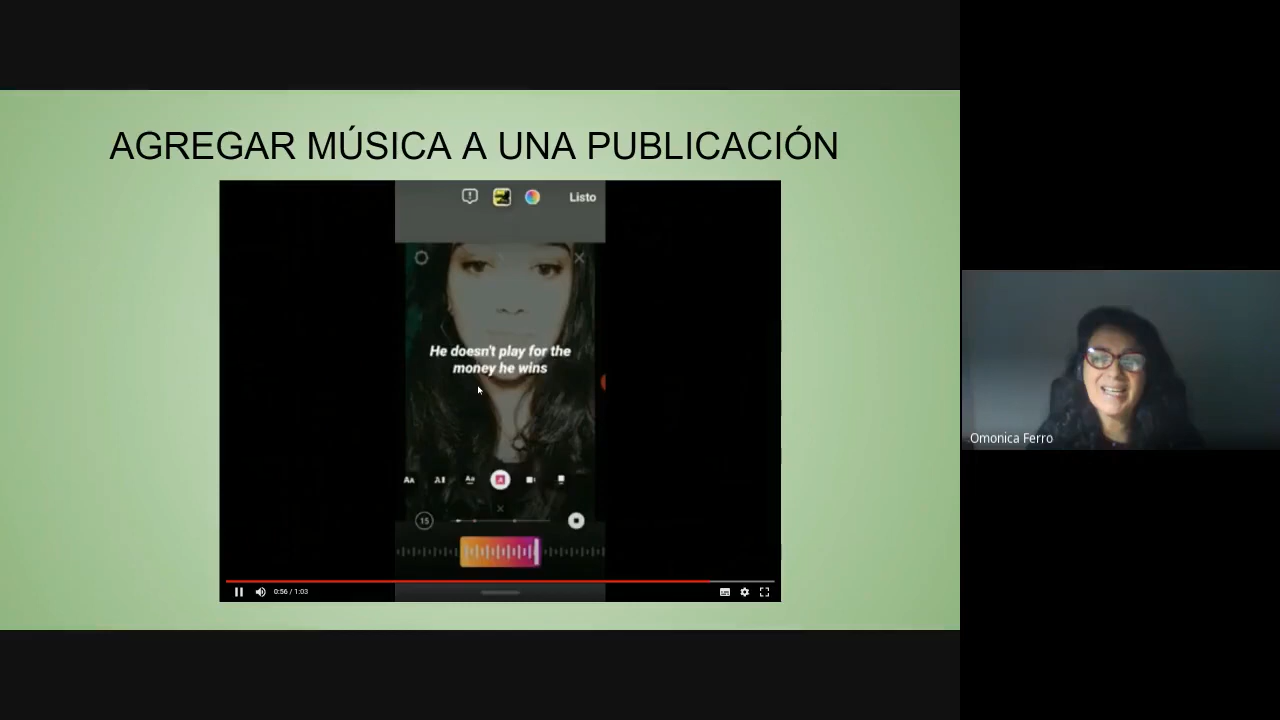 AGREGAR MÚSICA A UNA PUBLICACIÓN
Listo
He doesn't play for the
money he wins
Aa
15
0:56 / 1:03
Omonica Ferro